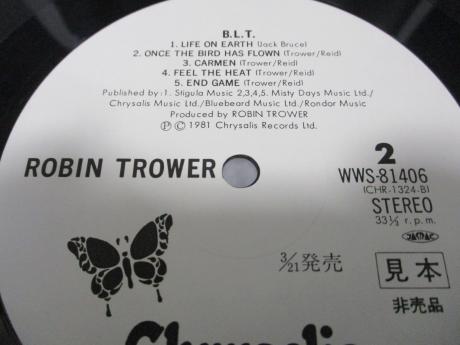 B.L.T.
1. LIFE ON EARTH (Jack Bruce)
2. ONCE THE BIRD HAS FLOWN (Trower/Reid)
3. CARMEN (Trower/Reid)
4. FEEL THE HEAT (Trower/Reid)
5. END GAME (Trower/Reid)
Published by: 1. Stigula Music 2,3,4,5. Misty Days Music Ltd./
Chrysalis Music Ltd./Bluebeard Music Ltd./Rondor Music
Produced by ROBIN TROWER
Ⓟ © 1981 Chrysalis Records Ltd.
ROBIN TROWER
2
WWS-81406
(CHR-1324-B)
STEREO
33⅓ r.p.m.
JASRAC
3/21発売
見本
非売品
Chrysalis